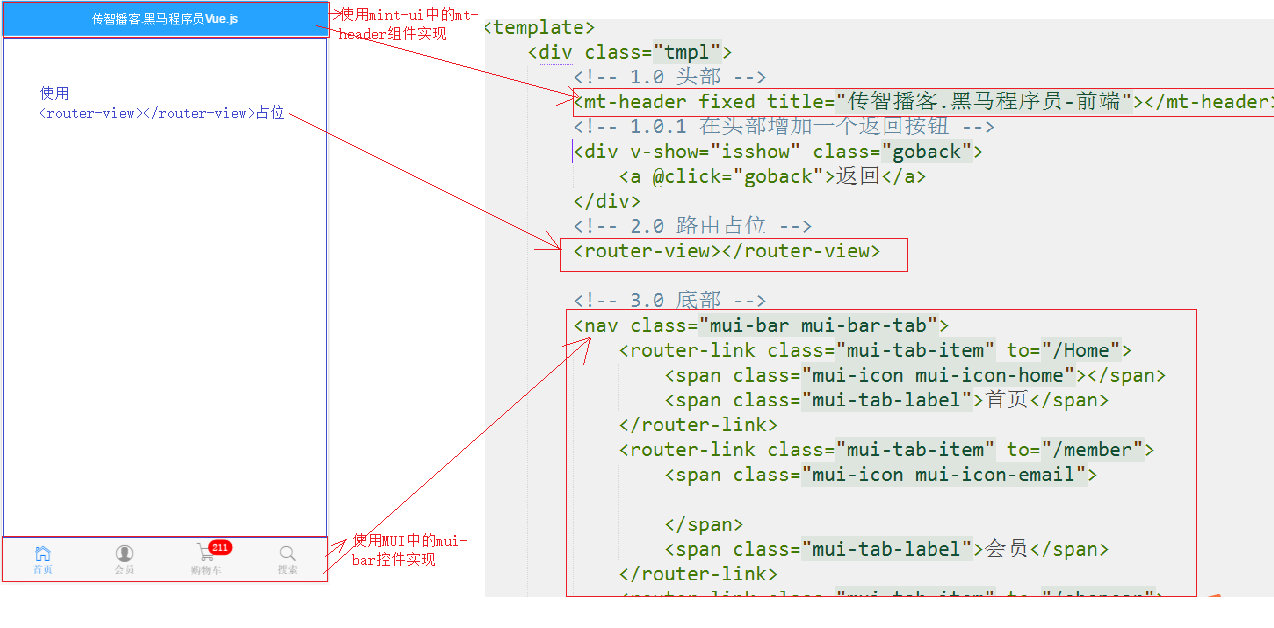 传智播客.黑马程序员Vue.js
使用mint-ui中的mt-
header组件实现
使用
<router-view></router-view>占位
使用MUI中的mui-
bar控件实现
211
首页
会员
购物车
搜索
<template>
<div class="tmpl">
<!-- 1.0 头部 -->
<mt-header fixed title="传智播客.黑马程序员-前端"></mt-header>
<!-- 1.0.1 在头部增加一个返回按钮 -->
<div v-show="isshow" class="goback">
<a @click="goback">返回</a>
</div>
<!-- 2.0 路由占位 -->
<router-view></router-view>
<!-- 3.0 底部 -->
<nav class="mui-bar mui-bar-tab">
<router-link class="mui-tab-item" to="/Home">
<span class="mui-icon mui-icon-home"></span>
<span class="mui-tab-label">首页</span>
</router-link>
<router-link class="mui-tab-item" to="/member">
<span class="mui-icon mui-icon-email">
</span>
<span class="mui-tab-label">会员</span>
</router-link>
<router-link class="mui-tab-item" to="/shopcar">